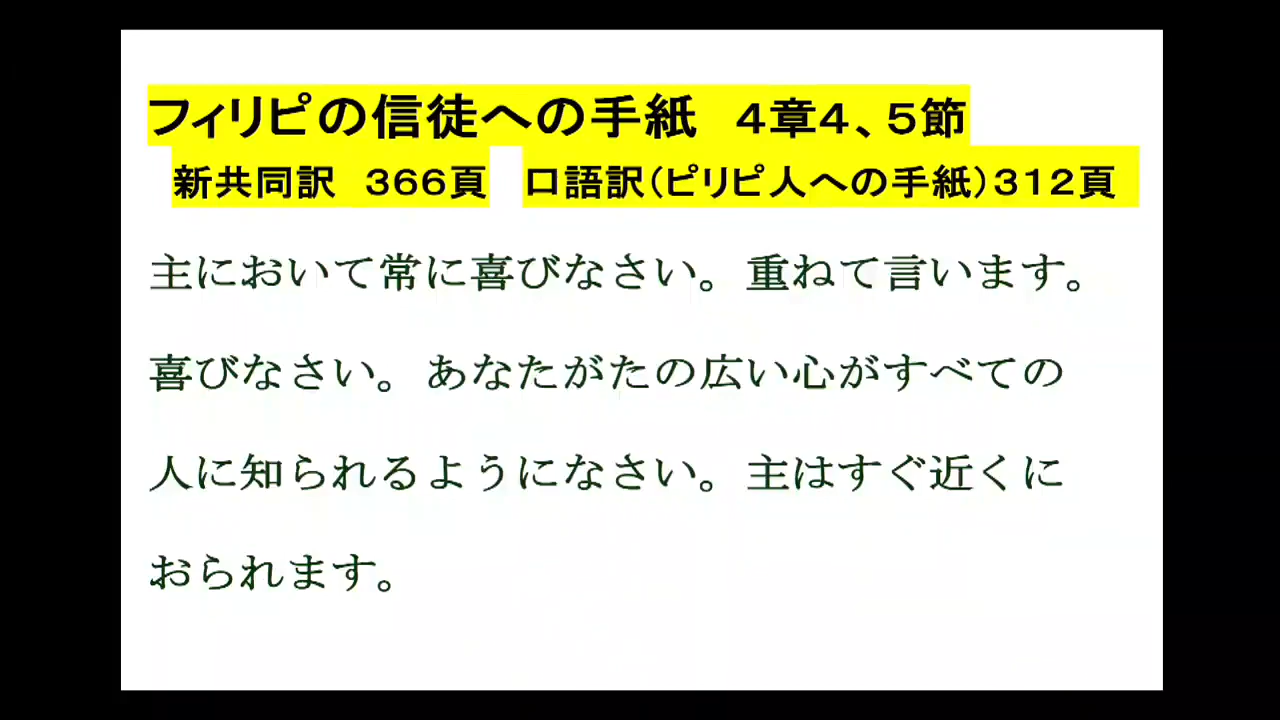 フィリピの信徒への手紙　４章４、５節
新共同訳　３６６頁　口語訳（ピリピ人への手紙）３１２頁
主において常に喜びなさい。重ねて言います。
喜びなさい。あなたがたの広い心がすべての
人に知られるようになさい。主はすぐ近くに
おられます。